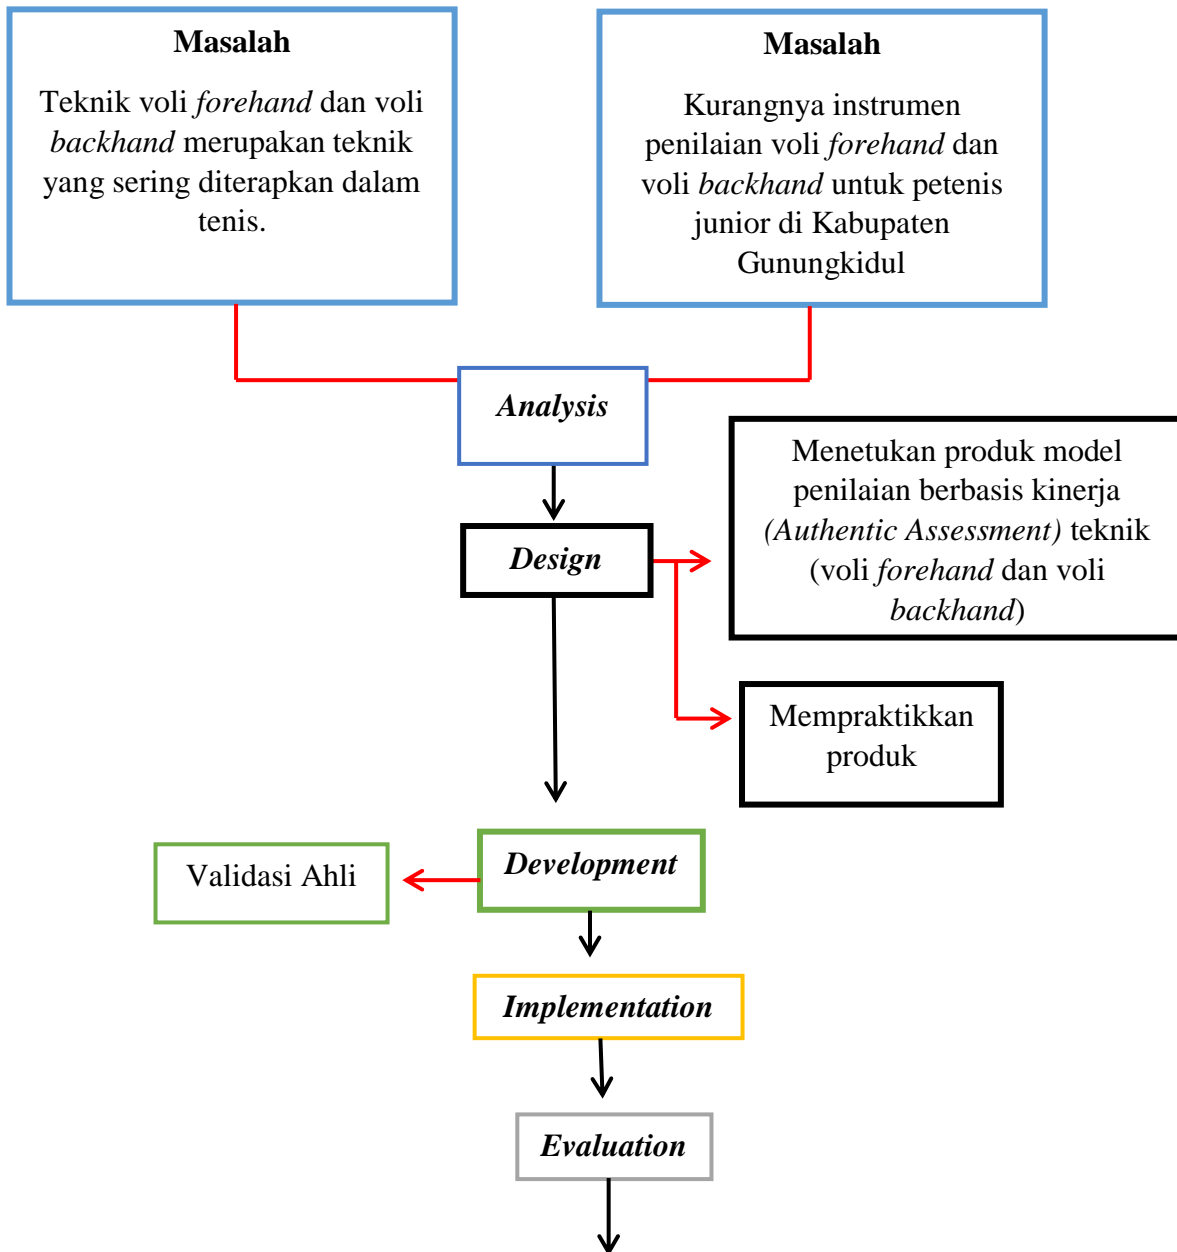 Masalah
Teknik voli forehand dan voli
backhand merupakan teknik
yang sering diterapkan dalam
tenis.
Masalah
Kurangnya instrumen
penilaian voli forehand dan
voli backhand untuk petenis
junior di Kabupaten
Gunungkidul
Analysis
Design
Menetukan produk model
penilaian berbasis kinerja
(Authentic Assessment) teknik
(voli forehand dan voli
backhand)
Mempraktikkan
produk
Validasi Ahli
Development
Implementation
Evaluation